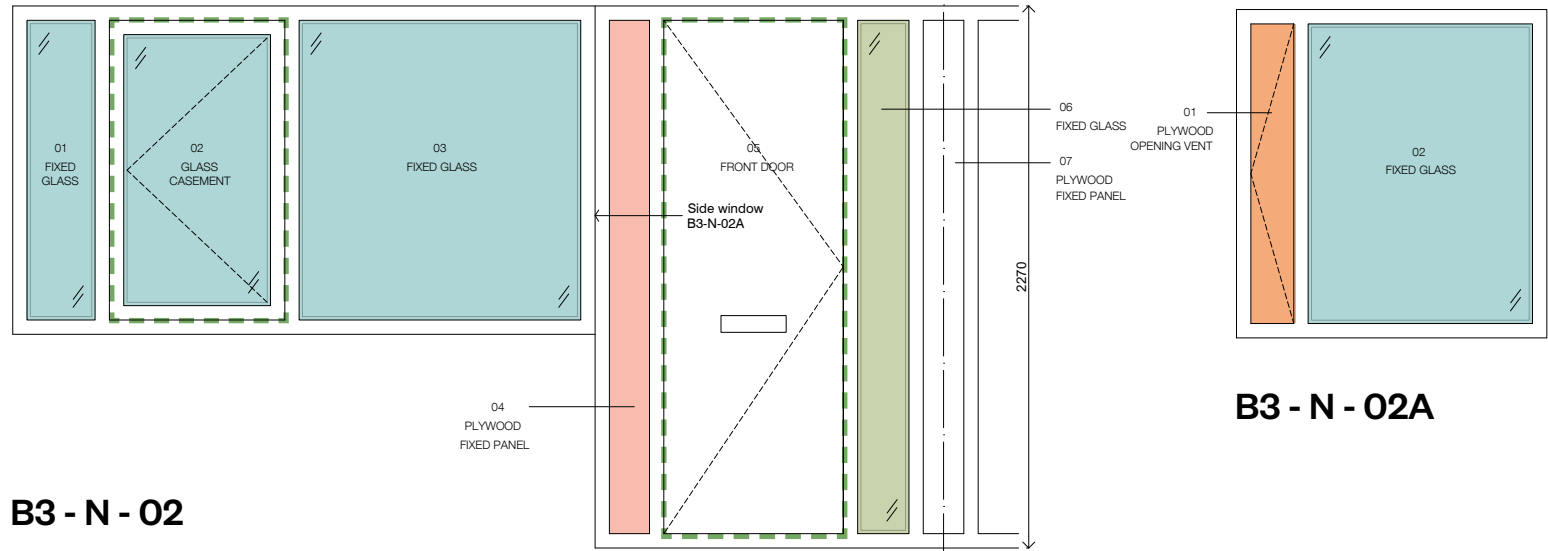 01
FIXED
GLASS
02
GLASS
CASEMENT
03
FIXED GLASS
05
FRONT DOOR
Side window
B3-N-02A
04
PLYWOOD
FIXED PANEL
06
FIXED GLASS
07
PLYWOOD
FIXED PANEL
2270
B3 - N - 02
01
PLYWOOD
OPENING VENT
02
FIXED GLASS
B3 - N - 02A